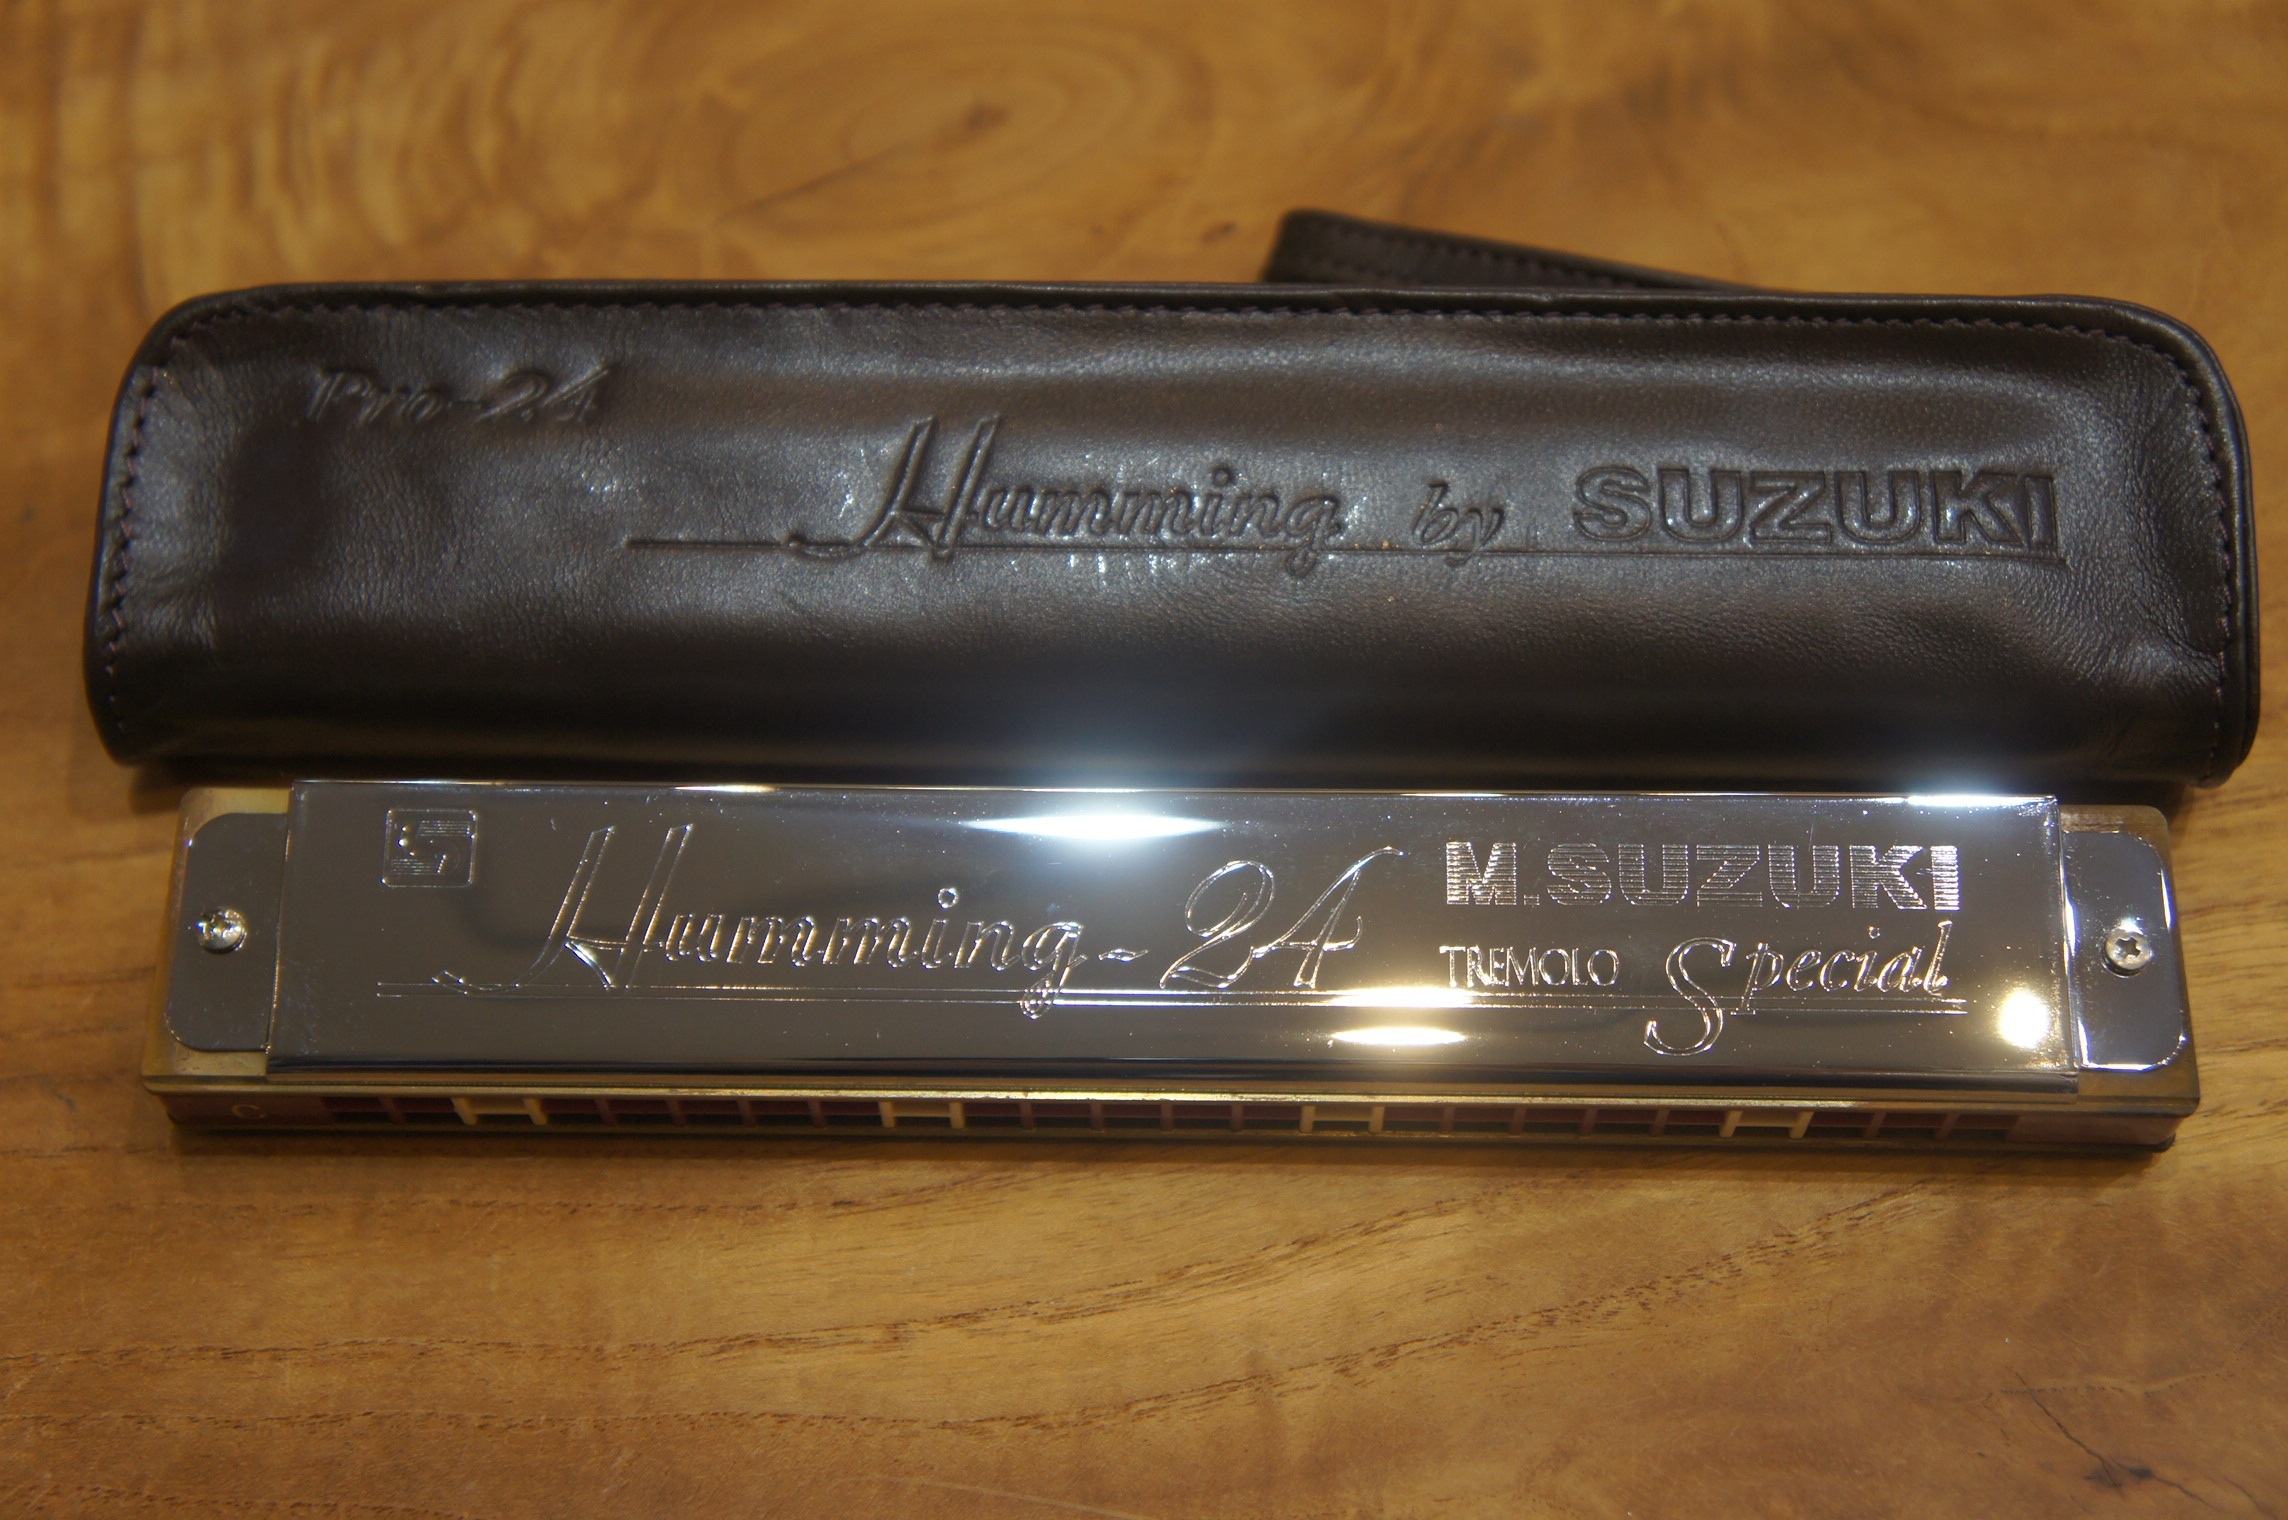 Pro-24
Humming by SUZUKI
Humming-24 M.SUZUKI
TREMOLO Special
C